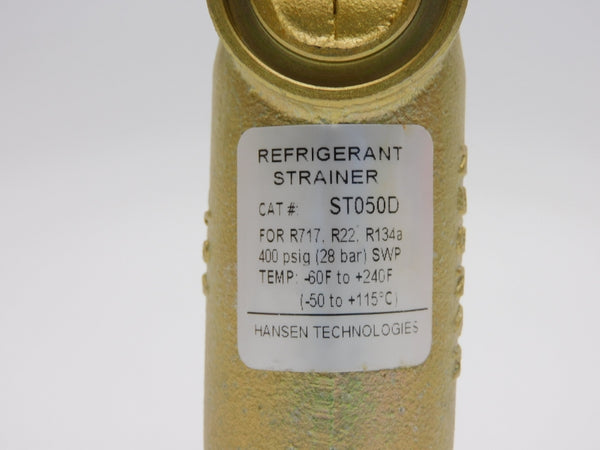 REFRIGERANT
STRAINER
CAT #: ST050D
FOR R717, R22, R134a
400 psig (28 bar) SWP
TEMP: -60F to +240F
(-50 to +115°C)
HANSEN TECHNOLOGIES